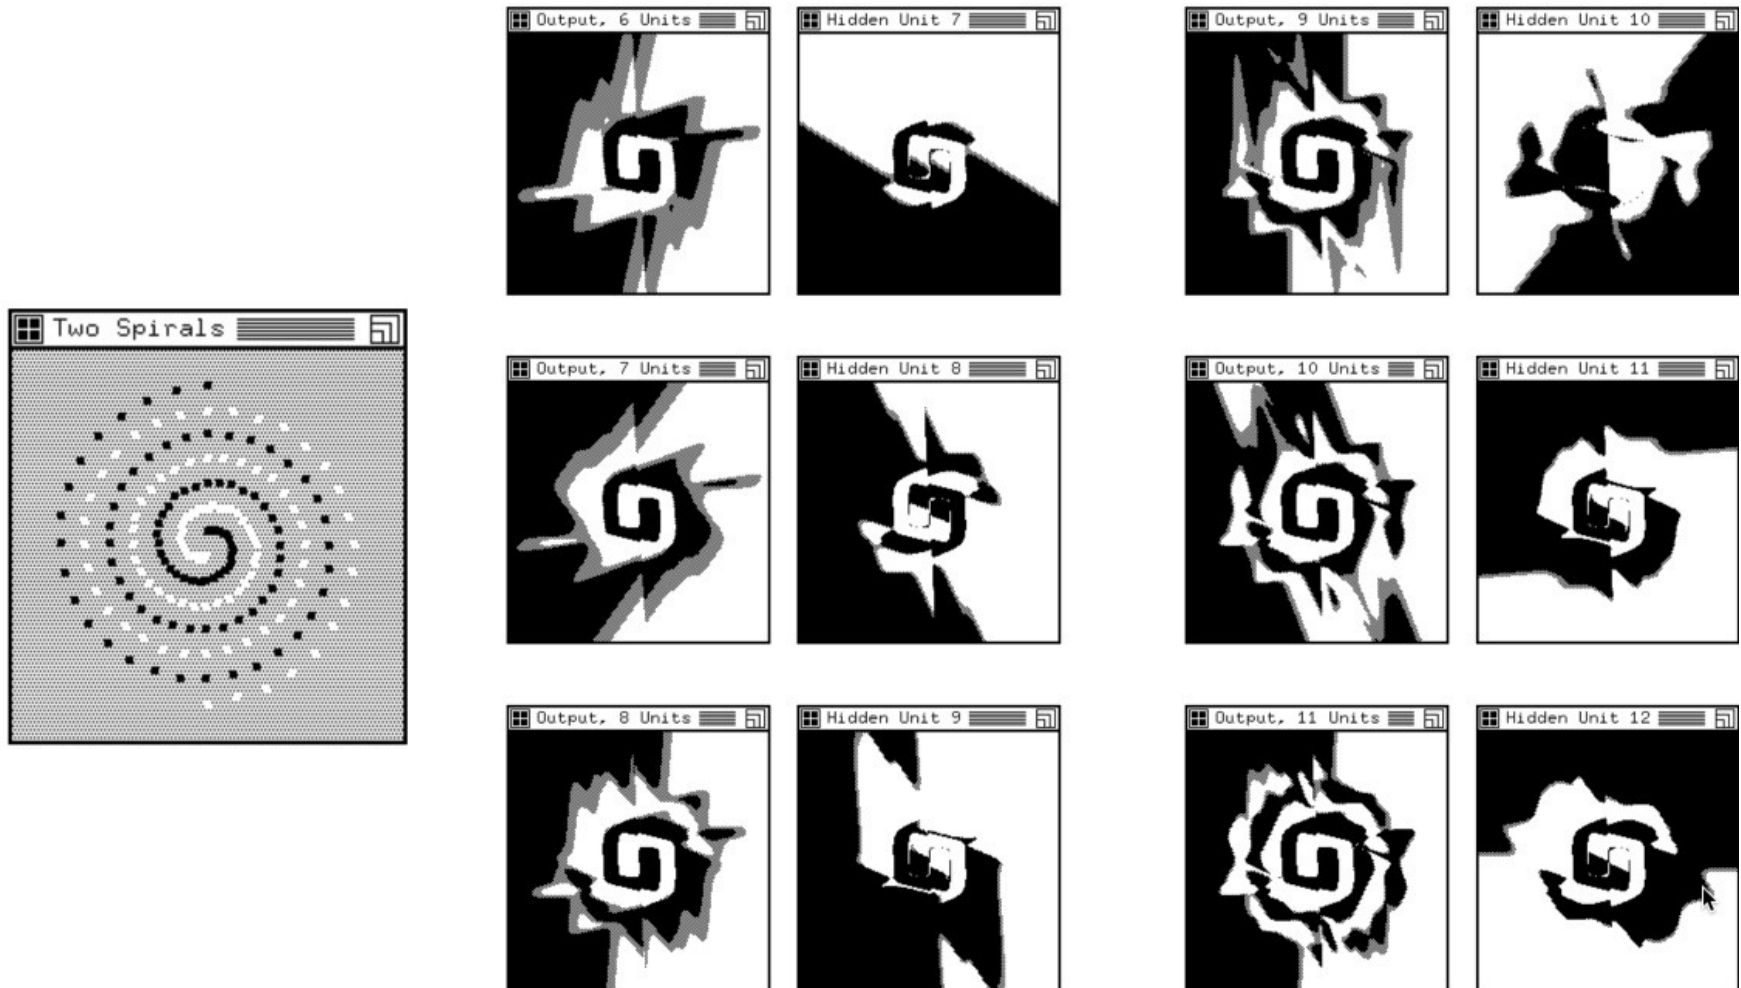 Output, 6 Units
Hidden Unit 7
Output, 9 Units
Hidden Unit 10
Two Spirals
Output, 7 Units
Hidden Unit 8
Output, 10 Units
Hidden Unit 11
Output, 8 Units
Hidden Unit 9
Output, 11 Units
Hidden Unit 12